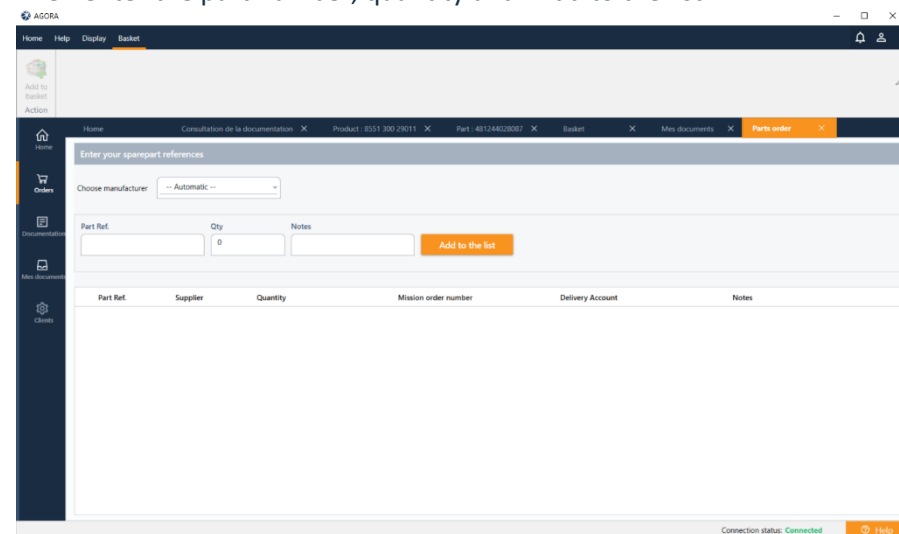 AGORA
Home Help Display Basket
Add to
basket
Action
Home Consultation de la documentation Product : 8551 300 29011 Part : 481244028087 Basket Mes documents Parts order
Home
Enter your sparepart references
Orders
Choose manufacturer -- Automatic --
Documentation
Part Ref. Qty Notes
0
Add to the list
Mes documents
Part Ref. Supplier Quantity Mission order number Delivery Account Notes
Clients
Connection status: Connected Help